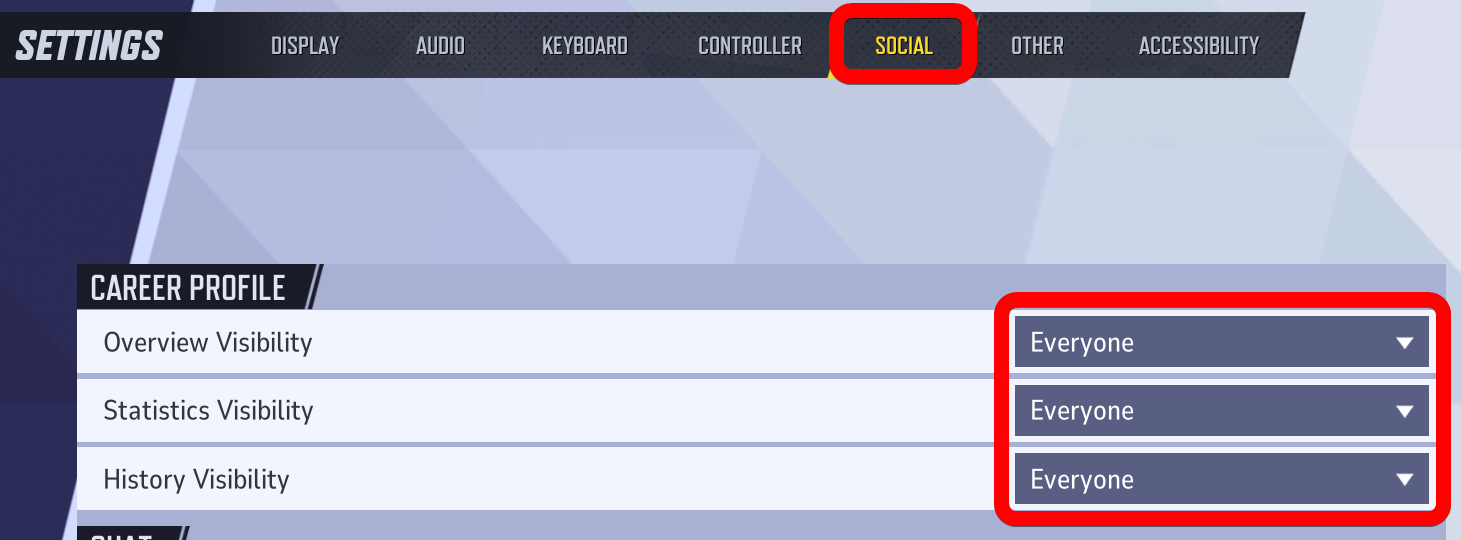 SETTINGS DISPLAY AUDIO KEYBOARD CONTROLLER SOCIAL OTHER ACCESSIBILITY
CAREER PROFILE
Overview Visibility Everyone
Statistics Visibility Everyone
History Visibility Everyone
CHAT